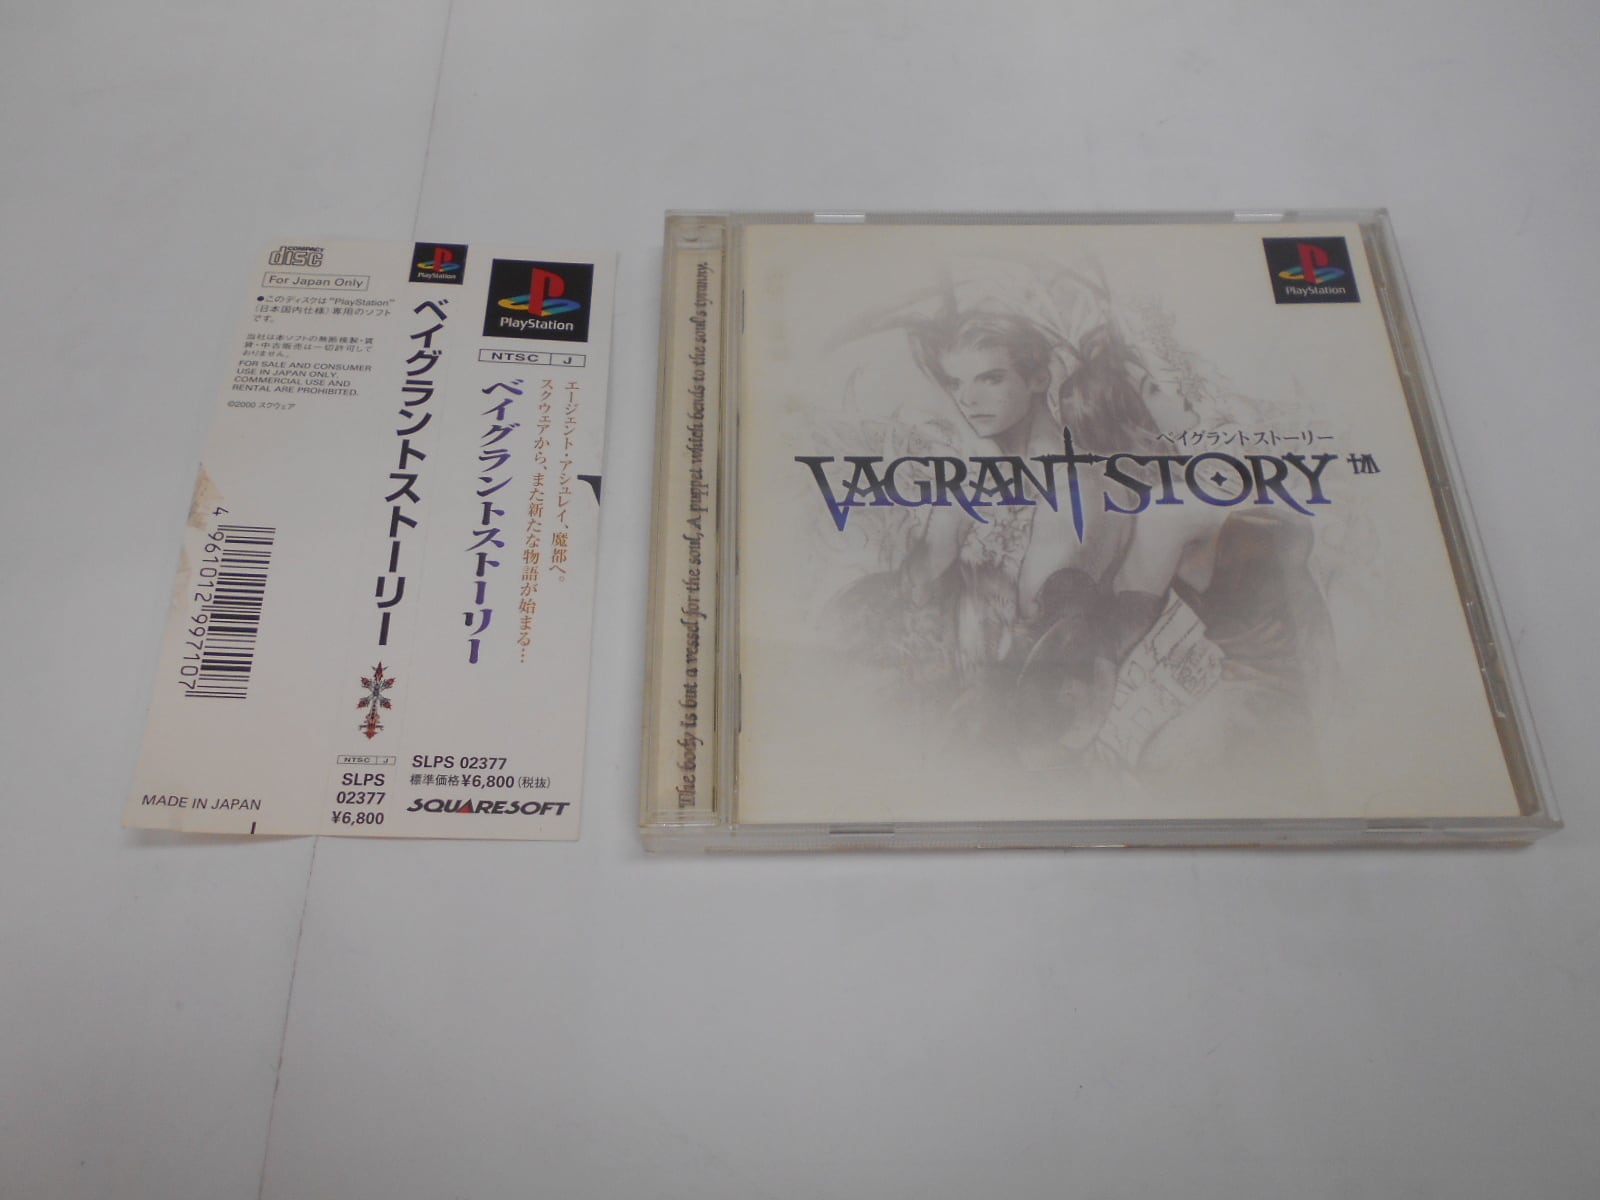 COMPACT
disc
For Japan Only
●このディスクは"PlayStation"
(日本国内仕様)専用のソフト
です。
当社は本ソフトの無断複製・賃
貸・中古販売は一切許可して
おりません。
FOR SALE AND CONSUMER
USE IN JAPAN ONLY.
COMMERCIAL USE AND
RENTAL ARE PROHIBITED.
©2000 スクウェア
4 961012 997107
MADE IN JAPAN
PlayStation
ベイグラントストーリー
NTSC J
SLPS
02377
¥6,800
PlayStation
NTSC J
エージェント・アシュレイ、魔都へ。
スクウェアから、また新たな物語が始まる…
ベイグラントストーリー
SLPS 02377
標準価格¥6,800(税抜)
SQUARESOFT
The body is but a vessel for the soul, A puppet which bends to the soul's tyranny.
PlayStation
ベイグラントストーリー
VAGRANT STORY